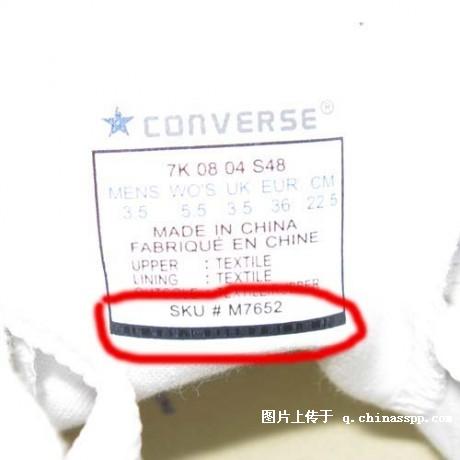 CONVERSE®
7K 08 04 S48
MENS WO'S UK EUR CM
3.5 5.5 3.5 36 22.5
MADE IN CHINA
FABRIQUÉ EN CHINE
UPPER : TEXTILE
LINING : TEXTILE
SKU # M7652
图片上传于 q.chinasspp.com